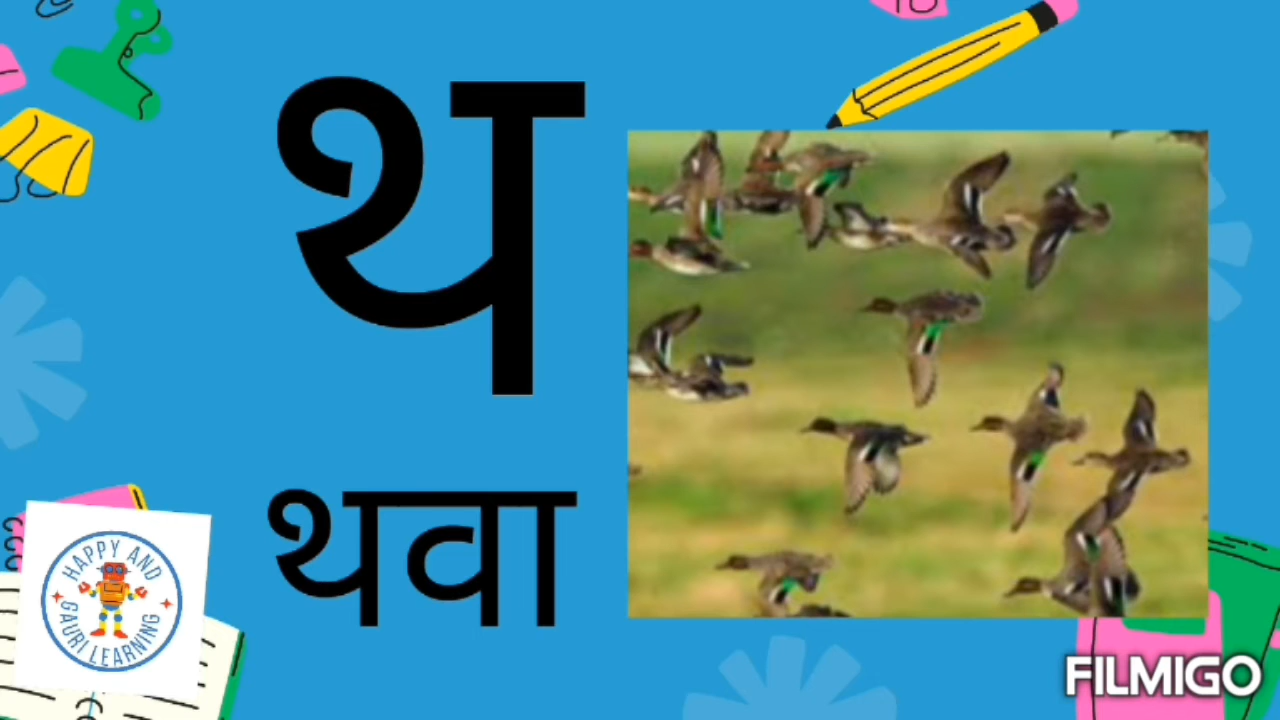 थ
थवा
HAPPY AND
GAURI LEARNING
FILMIGO